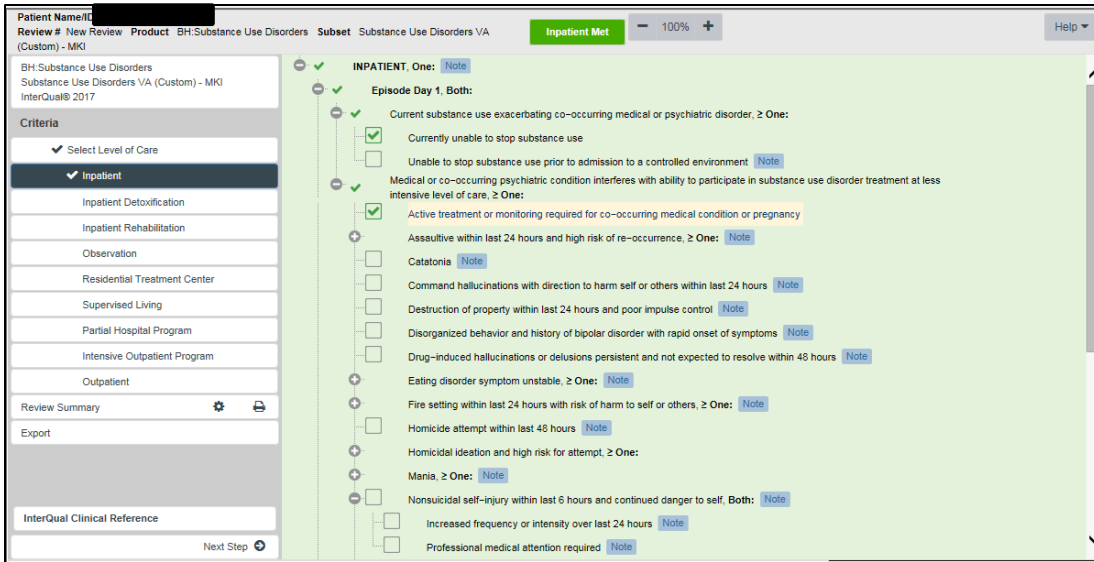 Patient Name/ID
Review # New Review Product BH:Substance Use Disorders Subset Substance Use Disorders VA
(Custom) - MKI
Inpatient Met
100%
Help
BH:Substance Use Disorders
Substance Use Disorders VA (Custom) - MKI
InterQual® 2017
Criteria
Select Level of Care
Inpatient
Inpatient Detoxification
Inpatient Rehabilitation
Observation
Residential Treatment Center
Supervised Living
Partial Hospital Program
Intensive Outpatient Program
Outpatient
Review Summary
Export
InterQual Clinical Reference
Next Step
INPATIENT, One: Note
Episode Day 1, Both:
Current substance use exacerbating co-occurring medical or psychiatric disorder, ≥ One:
Currently unable to stop substance use
Unable to stop substance use prior to admission to a controlled environment Note
Medical or co-occurring psychiatric condition interferes with ability to participate in substance use disorder treatment at less
intensive level of care, ≥ One:
Active treatment or monitoring required for co-occurring medical condition or pregnancy
Assaultive within last 24 hours and high risk of re-occurrence, ≥ One: Note
Catatonia Note
Command hallucinations with direction to harm self or others within last 24 hours Note
Destruction of property within last 24 hours and poor impulse control Note
Disorganized behavior and history of bipolar disorder with rapid onset of symptoms Note
Drug-induced hallucinations or delusions persistent and not expected to resolve within 48 hours Note
Eating disorder symptom unstable, ≥ One: Note
Fire setting within last 24 hours with risk of harm to self or others, ≥ One: Note
Homicide attempt within last 48 hours Note
Homicidal ideation and high risk for attempt, ≥ One:
Mania, ≥ One: Note
Nonsuicidal self-injury within last 6 hours and continued danger to self, Both: Note
Increased frequency or intensity over last 24 hours Note
Professional medical attention required Note